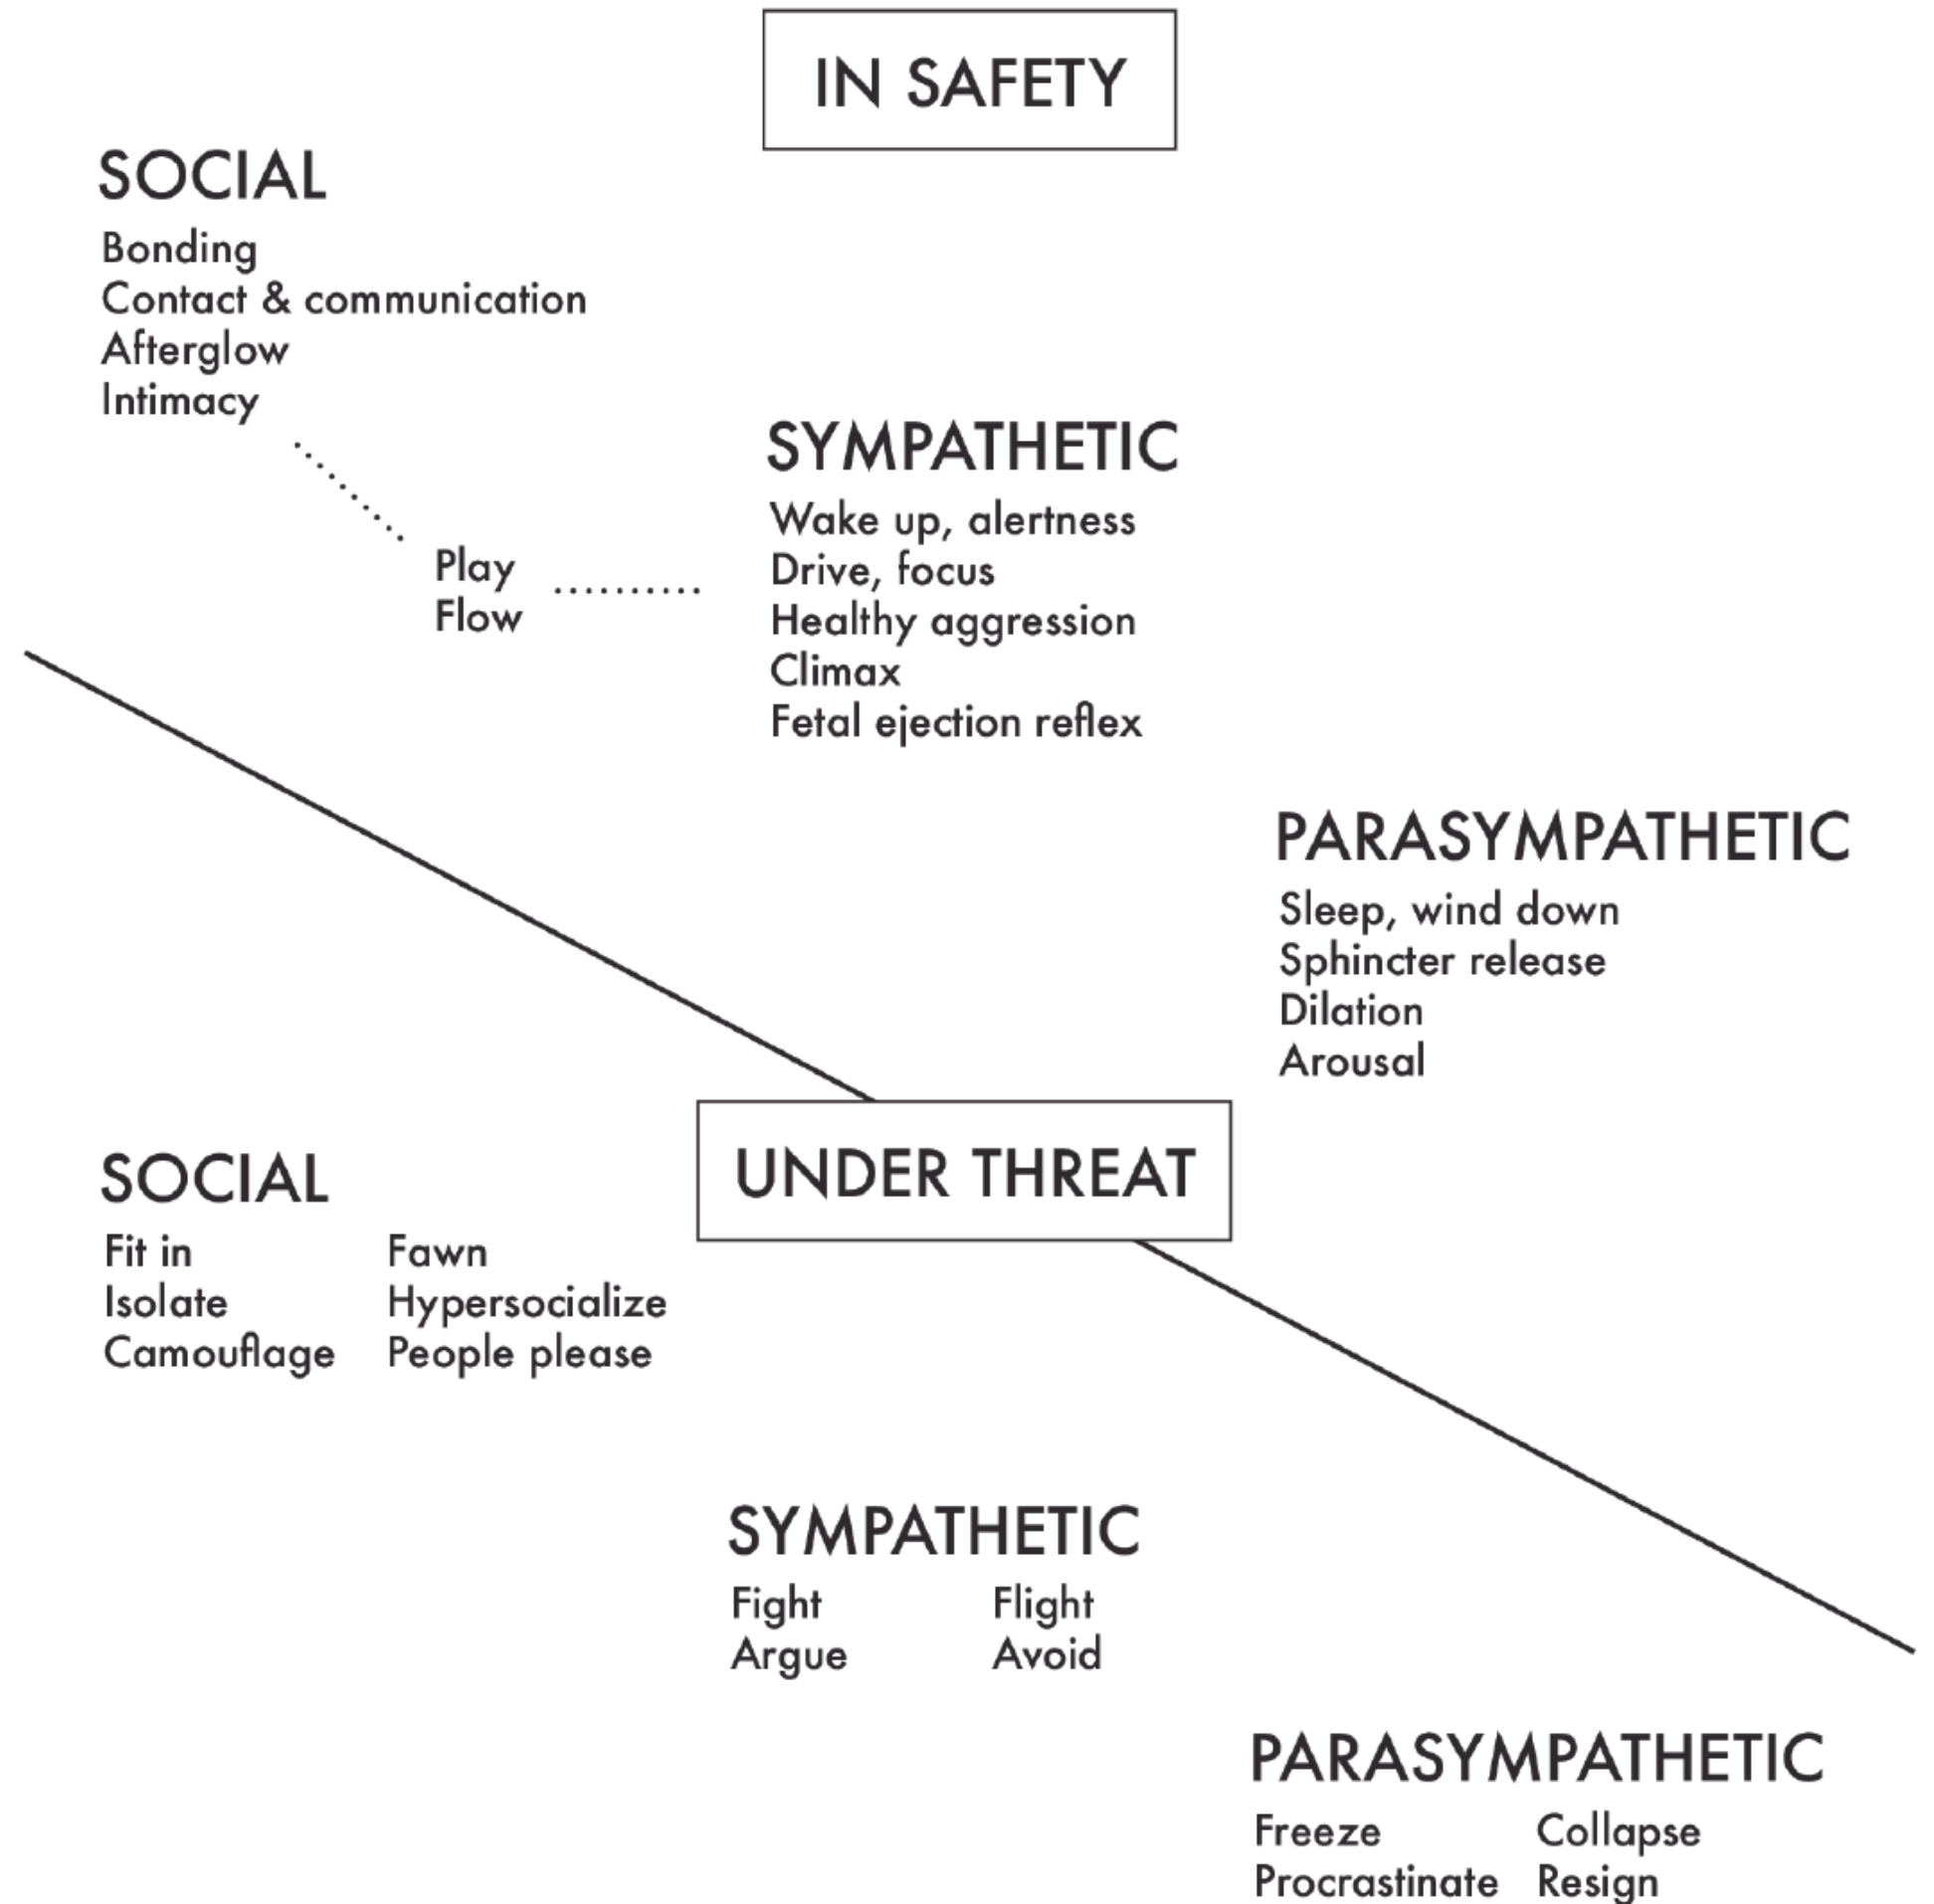 IN SAFETY
SOCIAL
Bonding
Contact & communication
Afterglow
Intimacy
Play
Flow
SYMPATHETIC
Wake up, alertness
Drive, focus
Healthy aggression
Climax
Fetal ejection reflex
PARASYMPATHETIC
Sleep, wind down
Sphincter release
Dilation
Arousal
UNDER THREAT
SOCIAL
Fit in Fawn
Isolate Hypersocialize
Camouflage People please
SYMPATHETIC
Fight Flight
Argue Avoid
PARASYMPATHETIC
Freeze Collapse
Procrastinate Resign